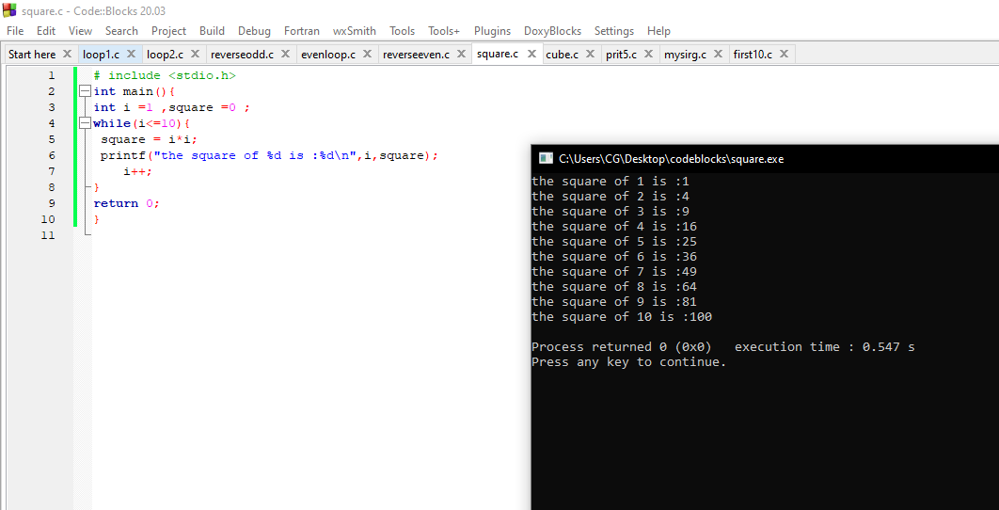 square.c - Code::Blocks 20.03
File Edit View Search Project Build Debug Fortran wxSmith Tools Tools+ Plugins DoxyBlocks Settings Help
Start here loop1.c loop2.c reverseodd.c evenloop.c reverseeven.c square.c cube.c prit5.c mysirg.c first10.c
1 # include <stdio.h>
2 int main(){
3 int i =1 ,square =0 ;
4 while(i<=10){
5 square = i*i;
6 printf("the square of %d is :%d\n",i,square);
7 i++;
8 }
9 return 0;
10 }
11
C:\Users\CG\Desktop\codeblocks\square.exe
the square of 1 is :1
the square of 2 is :4
the square of 3 is :9
the square of 4 is :16
the square of 5 is :25
the square of 6 is :36
the square of 7 is :49
the square of 8 is :64
the square of 9 is :81
the square of 10 is :100
Process returned 0 (0x0) execution time : 0.547 s
Press any key to continue.